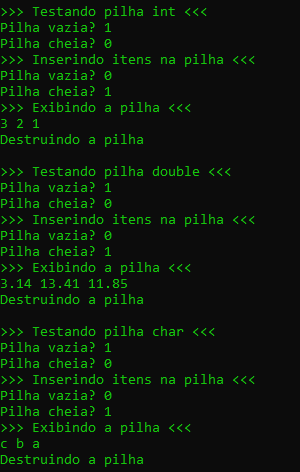 >>> Testando pilha int <<<
Pilha vazia? 1
Pilha cheia? 0
>>> Inserindo itens na pilha <<<
Pilha vazia? 0
Pilha cheia? 1
>>> Exibindo a pilha <<<
3 2 1
Destruindo a pilha

>>> Testando pilha double <<<
Pilha vazia? 1
Pilha cheia? 0
>>> Inserindo itens na pilha <<<
Pilha vazia? 0
Pilha cheia? 1
>>> Exibindo a pilha <<<
3.14 13.41 11.85
Destruindo a pilha

>>> Testando pilha char <<<
Pilha vazia? 1
Pilha cheia? 0
>>> Inserindo itens na pilha <<<
Pilha vazia? 0
Pilha cheia? 1
>>> Exibindo a pilha <<<
c b a
Destruindo a pilha